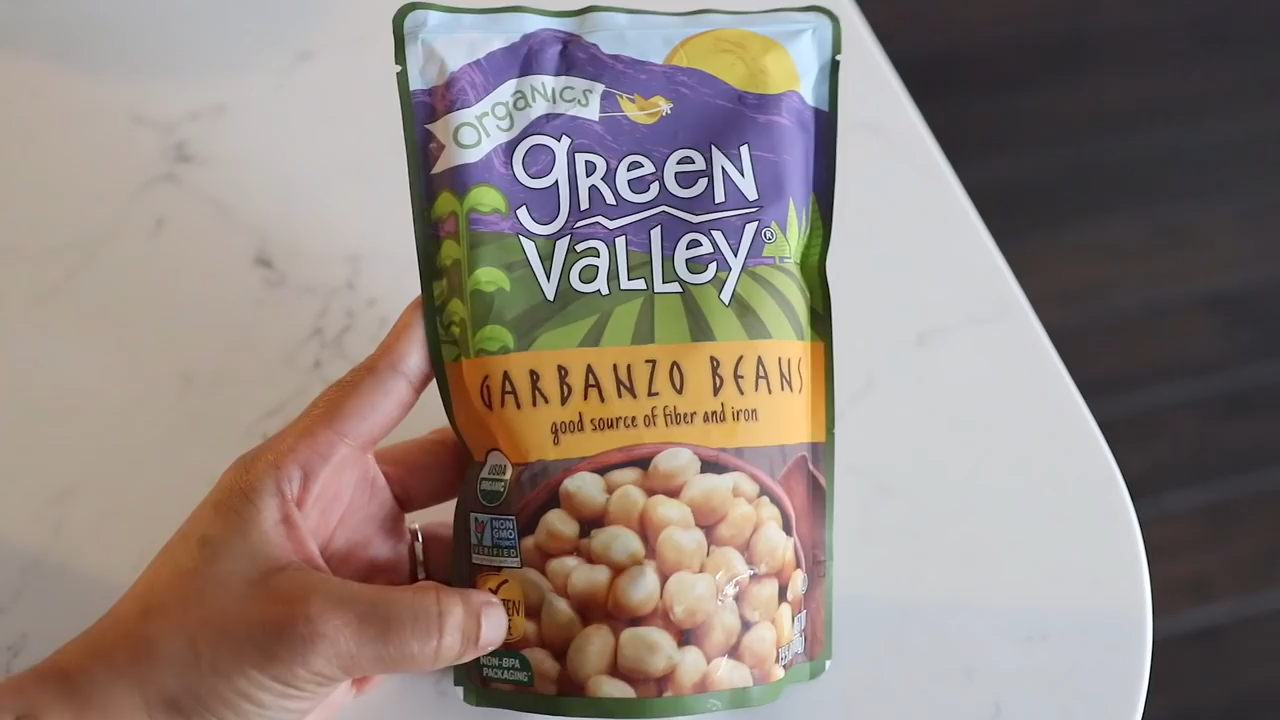 organics
green
valley®
GARBANZO BEANS
good source of fiber and iron
USDA
ORGANIC
NON
GMO
Project
VERIFIED
NON-BPA
PACKAGING